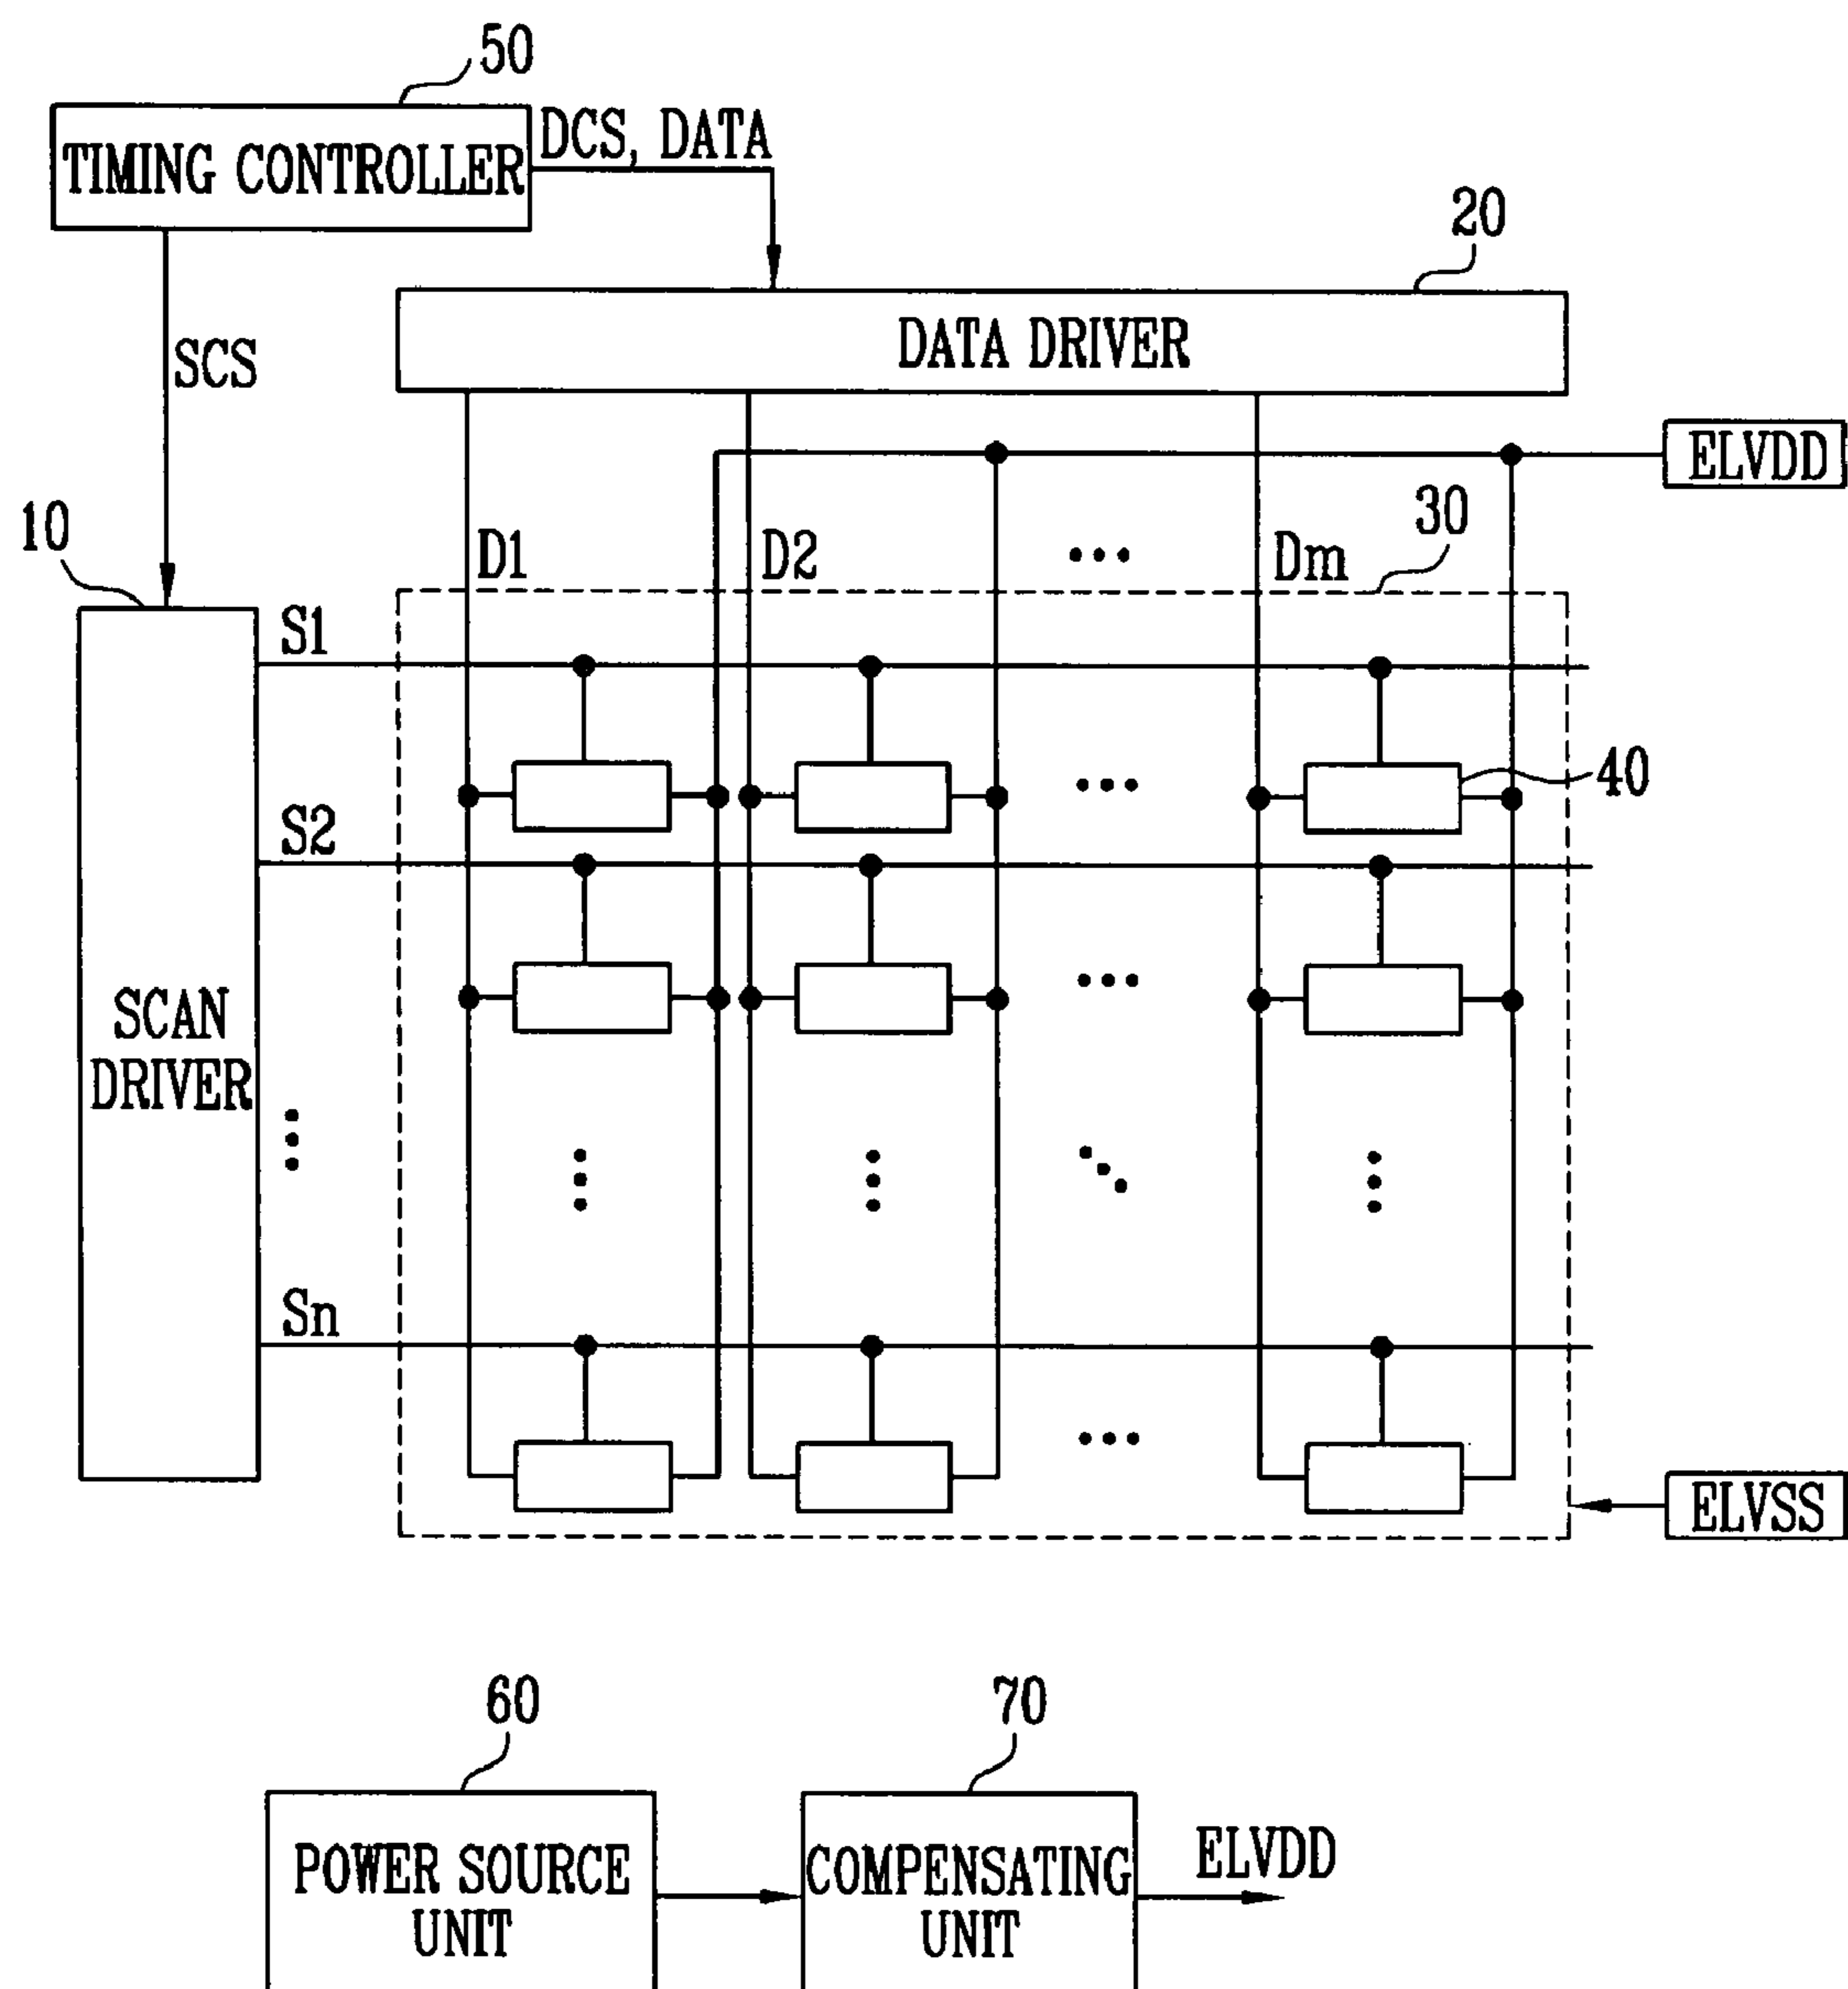 50
TIMING CONTROLLER
DCS, DATA
20
DATA DRIVER
SCS
ELVDD
10
D1
D2
...
Dm
30
S1
40
...
S2
...
SCAN
DRIVER
Sn
...
ELVSS
60
70
POWER SOURCE
UNIT
COMPENSATING
UNIT
ELVDD